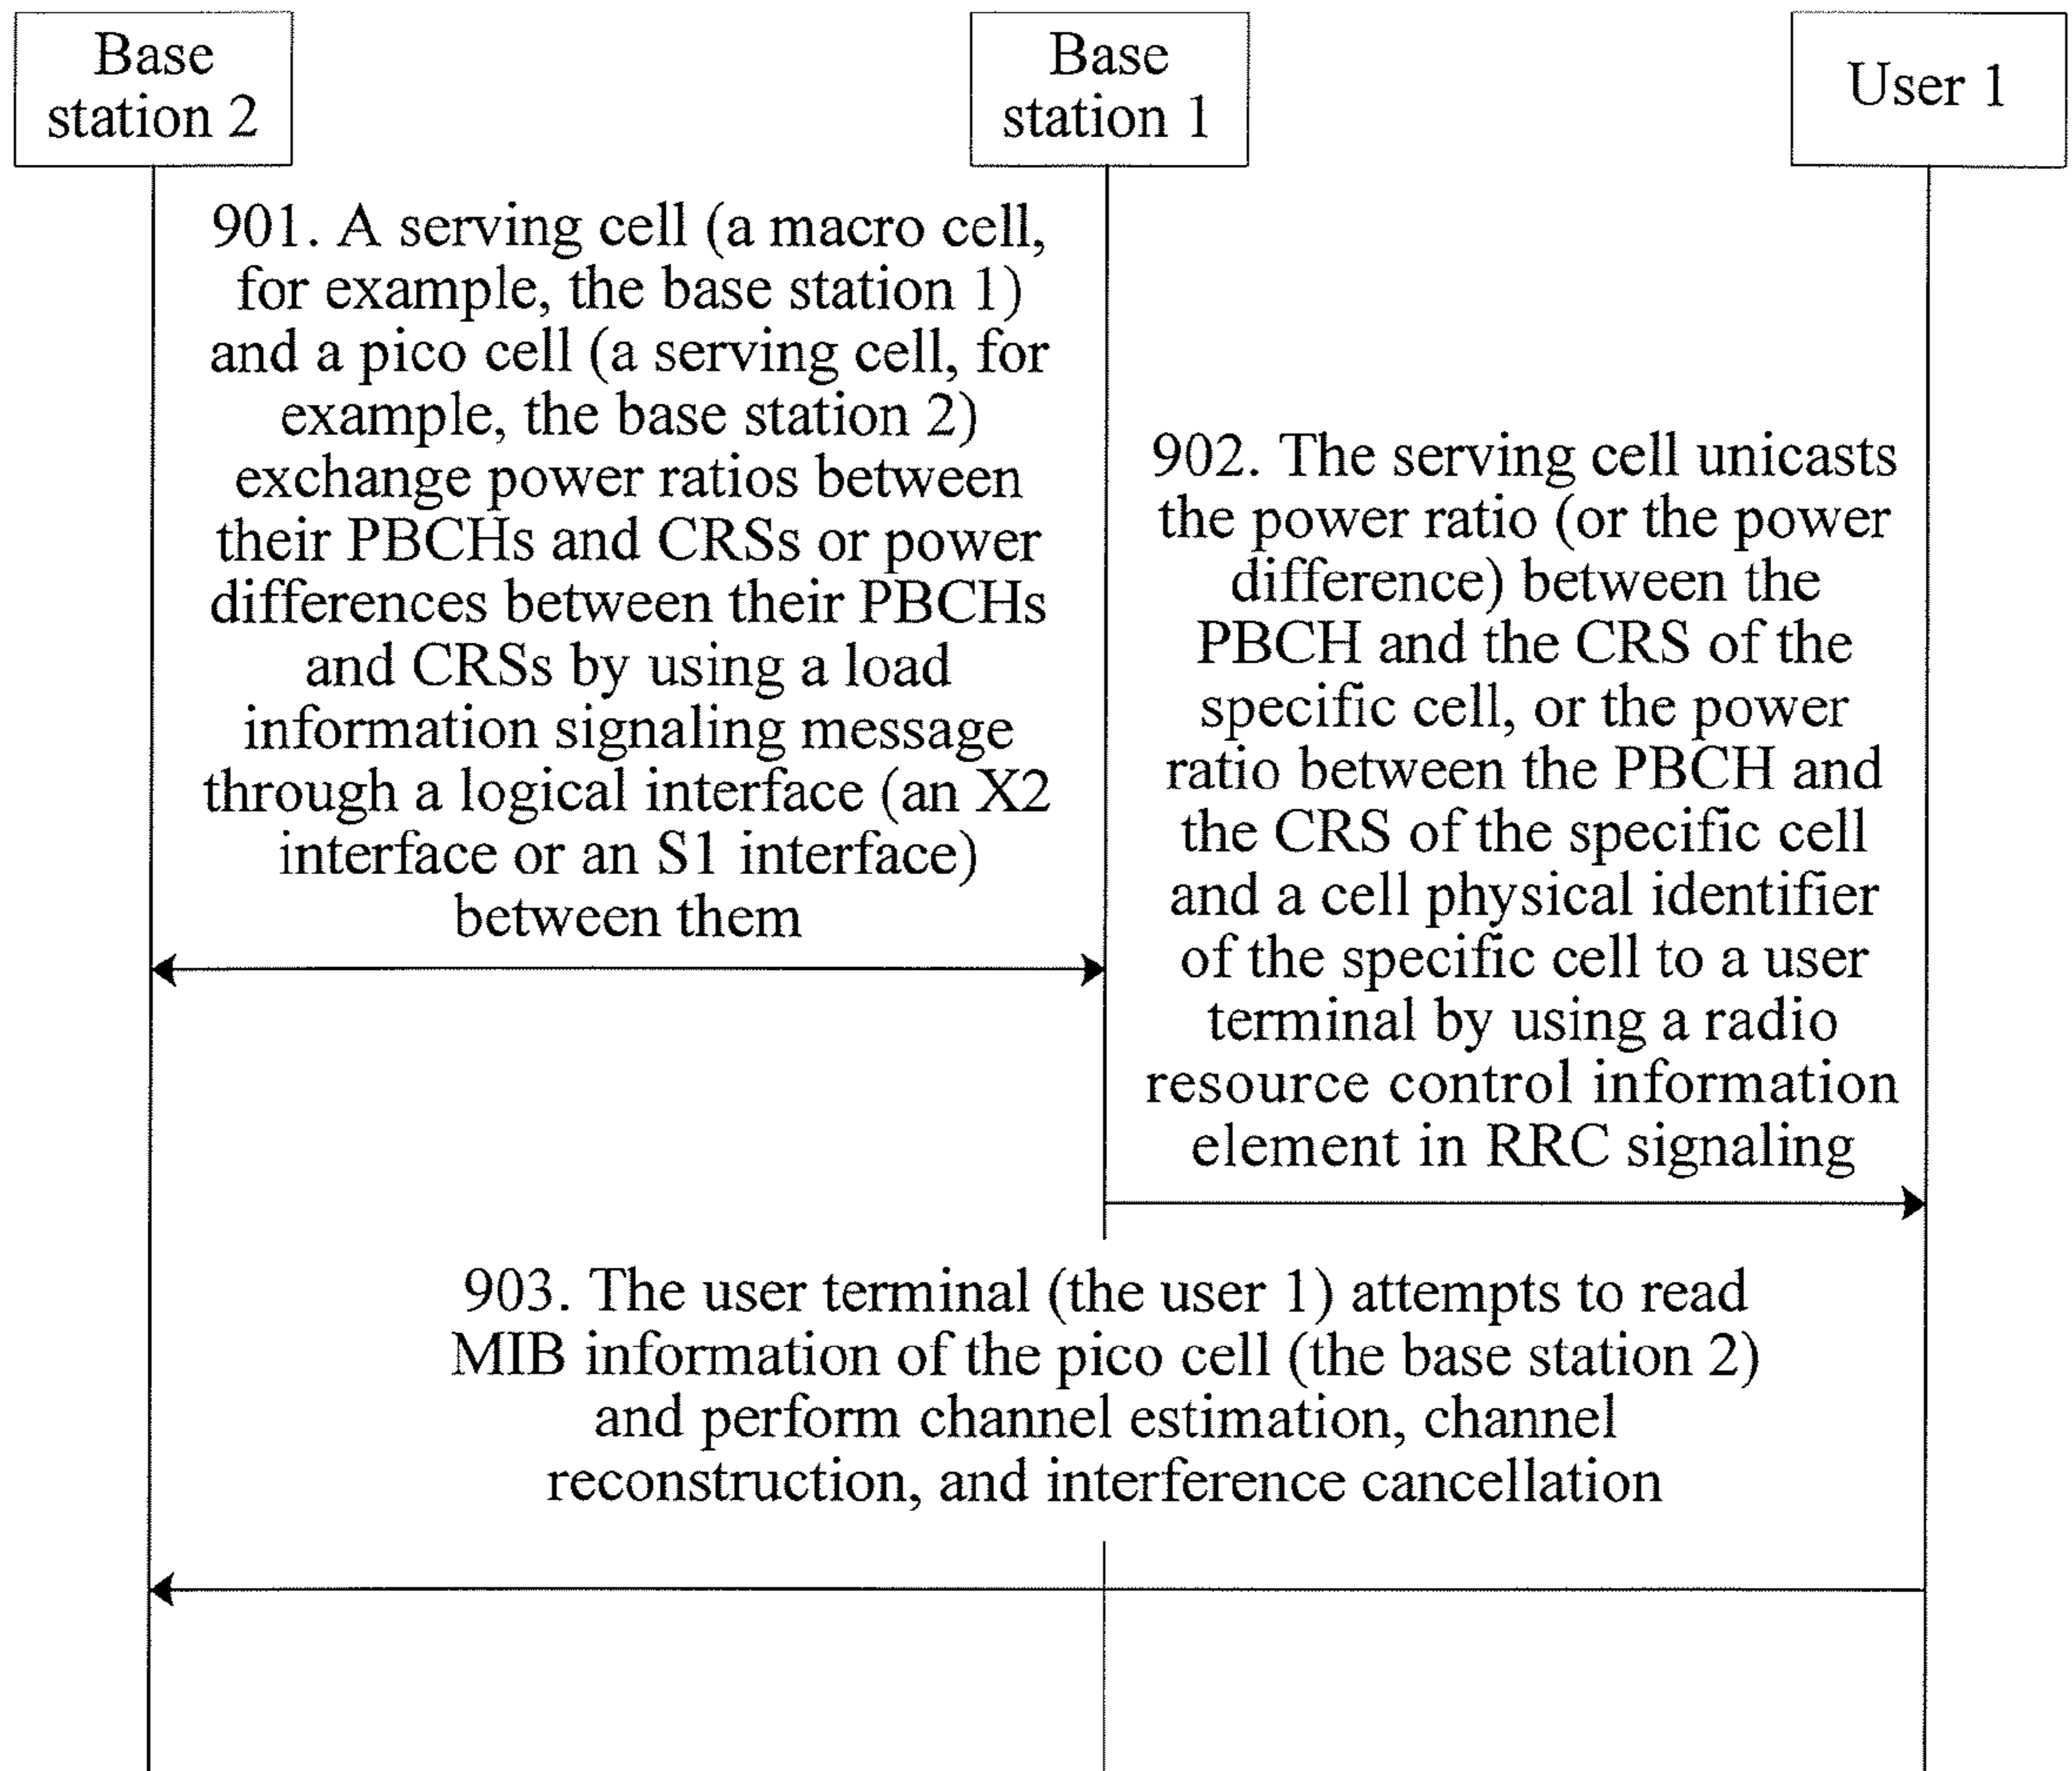 Base
station 2
Base
station 1
User 1
901. A serving cell (a macro cell,
for example, the base station 1)
and a pico cell (a serving cell, for
example, the base station 2)
exchange power ratios between
their PBCHs and CRSs or power
differences between their PBCHs
and CRSs by using a load
information signaling message
through a logical interface (an X2
interface or an S1 interface)
between them
902. The serving cell unicasts
the power ratio (or the power
difference) between the
PBCH and the CRS of the
specific cell, or the power
ratio between the PBCH and
the CRS of the specific cell
and a cell physical identifier
of the specific cell to a user
terminal by using a radio
resource control information
element in RRC signaling
903. The user terminal (the user 1) attempts to read
MIB information of the pico cell (the base station 2)
and perform channel estimation, channel
reconstruction, and interference cancellation